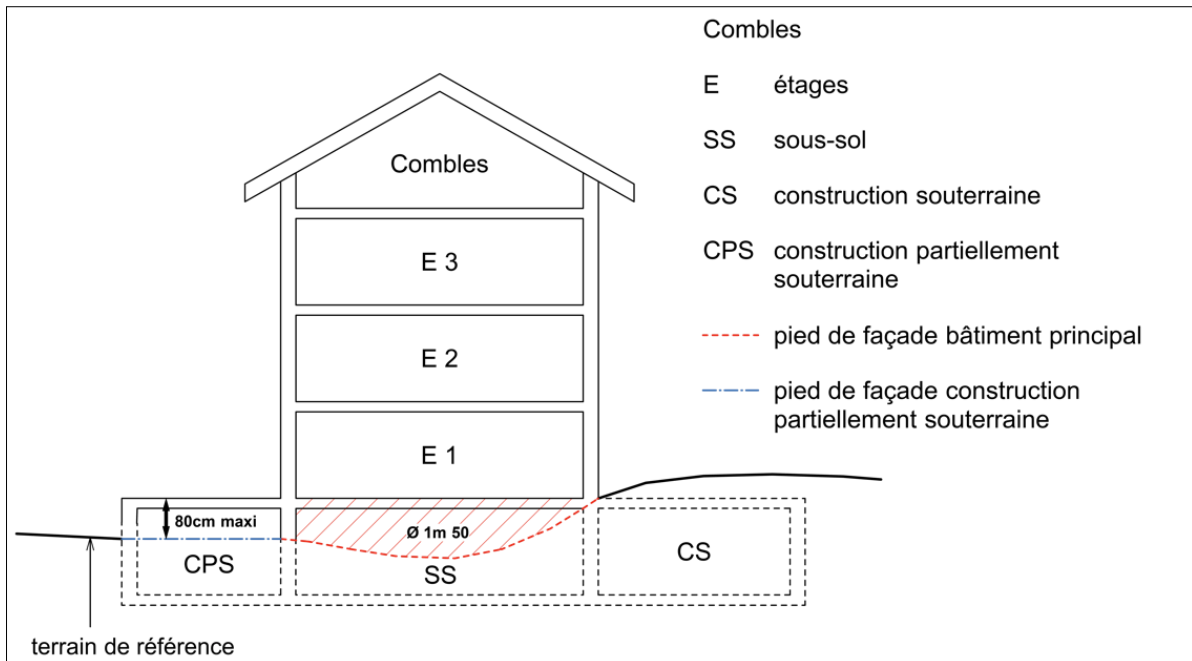 Combles
E étages
SS sous-sol
CS construction souterraine
CPS construction partiellement
souterraine
pied de façade bâtiment principal
pied de façade construction
partiellement souterraine
Combles
E 3
E 2
E 1
80cm maxi
Ø 1m 50
CPS
SS
CS
terrain de référence